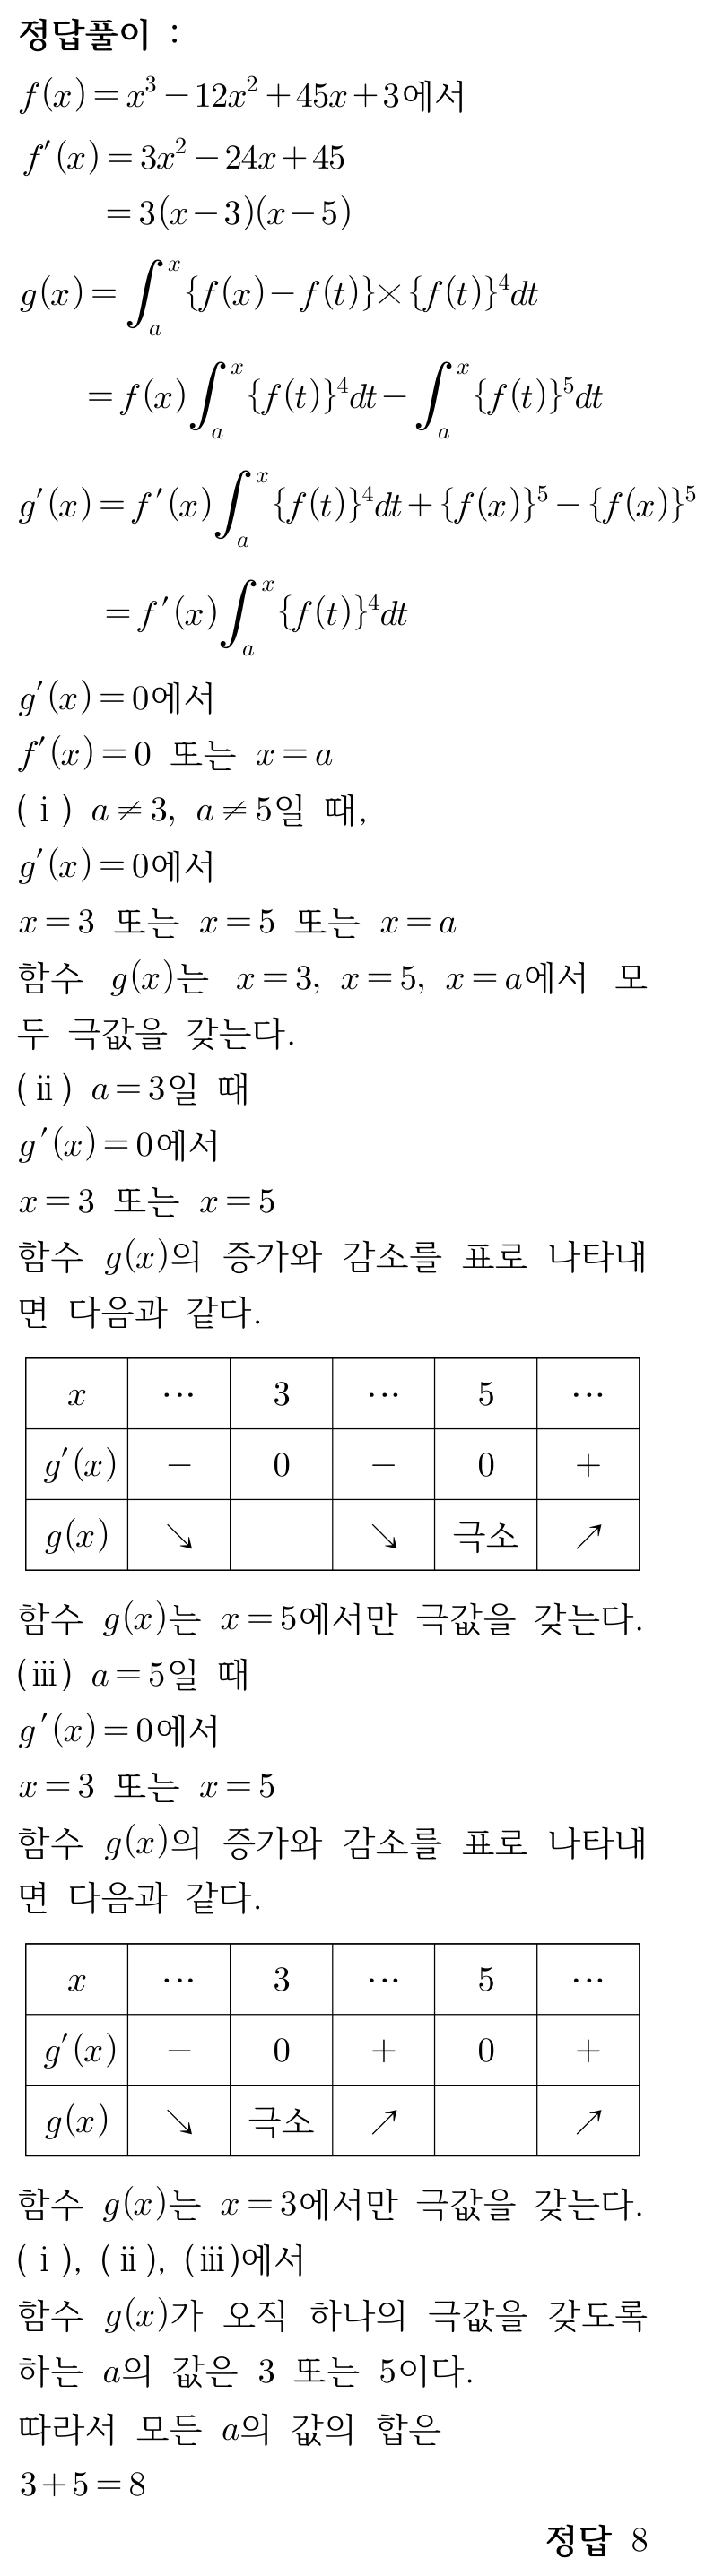 정답풀이 :
f(x)=x³−12x²+45x+3에서
f′(x)=3x²−24x+45
=3(x−3)(x−5)
g(x)=∫ₐˣ{f(x)−f(t)}×{f(t)}⁴dt
=f(x)∫ₐˣ{f(t)}⁴dt−∫ₐˣ{f(t)}⁵dt
g′(x)=f′(x)∫ₐˣ{f(t)}⁴dt+{f(x)}⁵−{f(x)}⁵
=f′(x)∫ₐˣ{f(t)}⁴dt
g′(x)=0에서
f′(x)=0 또는 x=a
(ⅰ) a≠3, a≠5일 때,
g′(x)=0에서
x=3 또는 x=5 또는 x=a
함수 g(x)는 x=3, x=5, x=a에서 모
두 극값을 갖는다.
(ⅱ) a=3일 때
g′(x)=0에서
x=3 또는 x=5
함수 g(x)의 증가와 감소를 표로 나타내
면 다음과 같다.
x ⋯ 3 ⋯ 5 ⋯
g′(x) − 0 − 0 +
g(x) ↘ ↘ 극소 ↗
함수 g(x)는 x=5에서만 극값을 갖는다.
(ⅲ) a=5일 때
g′(x)=0에서
x=3 또는 x=5
함수 g(x)의 증가와 감소를 표로 나타내
면 다음과 같다.
x ⋯ 3 ⋯ 5 ⋯
g′(x) − 0 + 0 +
g(x) ↘ 극소 ↗ ↗
함수 g(x)는 x=3에서만 극값을 갖는다.
(ⅰ), (ⅱ), (ⅲ)에서
함수 g(x)가 오직 하나의 극값을 갖도록
하는 a의 값은 3 또는 5이다.
따라서 모든 a의 값의 합은
3+5=8
정답 8